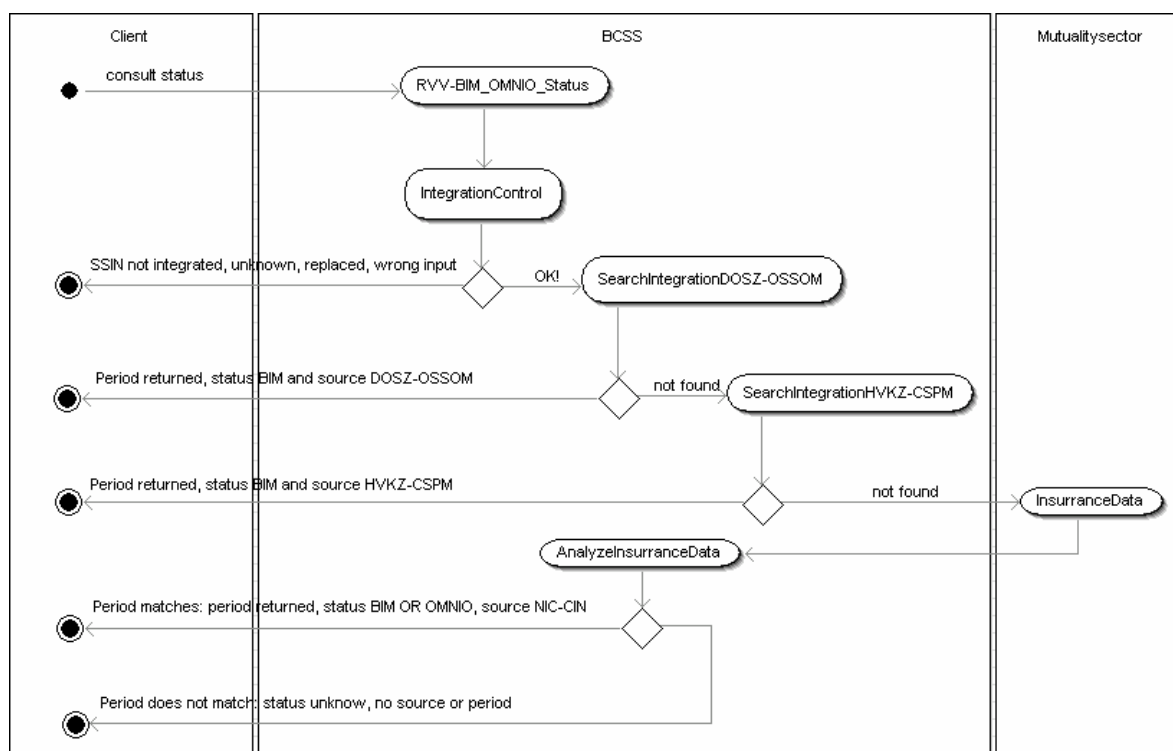 Client
BCSS
Mutualitysector
consult status
RVV-BIM_OMNIO_Status
IntegrationControl
SSIN not integrated, unknown, replaced, wrong input
OK!
SearchIntegrationDOSZ-OSSOM
Period returned, status BIM and source DOSZ-OSSOM
not found
SearchIntegrationHVKZ-CSPM
Period returned, status BIM and source HVKZ-CSPM
not found
InsurranceData
AnalyzeInsurranceData
Period matches: period returned, status BIM OR OMNIO, source NIC-CIN
Period does not match: status unknow, no source or period